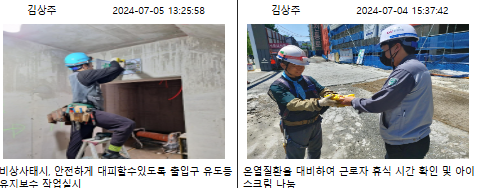 김상주 2024-07-05 13:25:58
비상사태시, 안전하게 대피할수있도록 출입구 유도등
유지보수 작업실시
김상주 2024-07-08 15:37:42
온열질환을 대비하여 근로자 휴식 시간 확인 및 아이
스크림 나눔